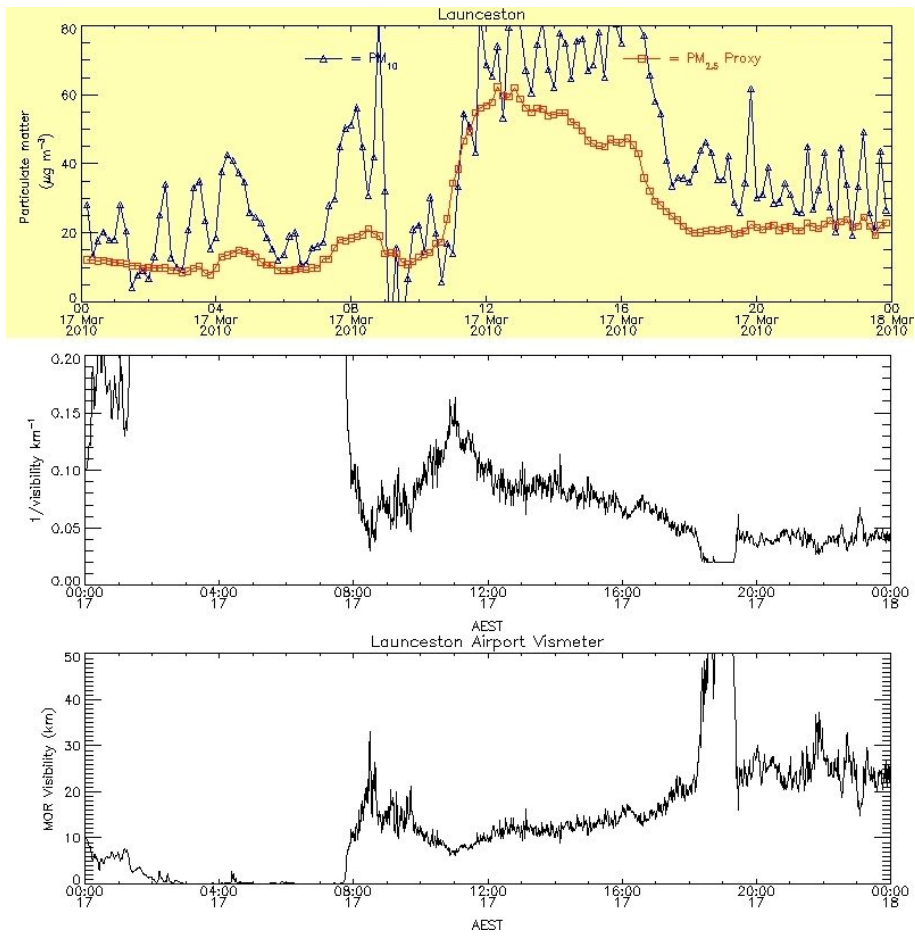 Launceston
80
60
40
20
0
Particulate matter
(μg m⁻³)
= PM₁₀
= PM₂.₅ Proxy
00 04 08 12 16 20 00
17 Mar 17 Mar 17 Mar 17 Mar 17 Mar 17 Mar 18 Mar
2010 2010 2010 2010 2010 2010 2010
0.20
0.15
0.10
0.05
0.00
1/visibility km⁻¹
00:00 04:00 08:00 12:00 16:00 20:00 00:00
17 17 17 17 17 17 18
AEST
Launceston Airport Vismeter
50
40
30
20
10
0
MOR Visibility (km)
00:00 04:00 08:00 12:00 16:00 20:00 00:00
17 17 17 17 17 17 18
AEST